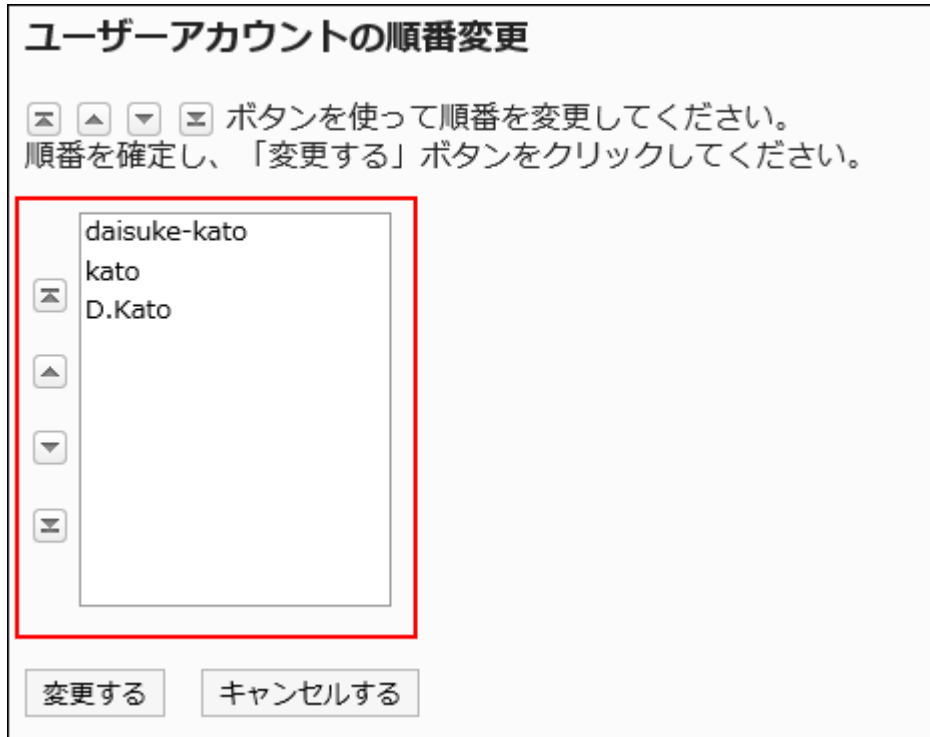 ユーザーアカウントの順番変更
ボタンを使って順番を変更してください。
順番を確定し、「変更する」ボタンをクリックしてください。
daisuke-kato
kato
D.Kato
変更する
キャンセルする